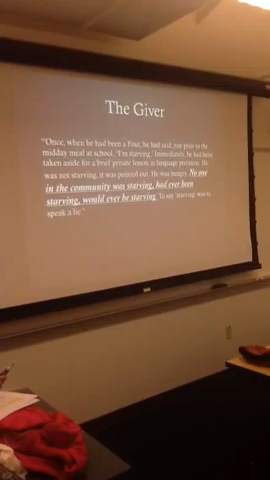 The Giver
"Once, when he had been a Four, he had said, just prior to the
midday meal at school, 'I'm starving.' Immediately, he had been
taken aside for a brief private lesson in language precision. He
was not starving, it was pointed out. He was hungry. No one
in the community was starving, had ever been
starving, would ever be starving. To say 'starving' was to
speak a lie."